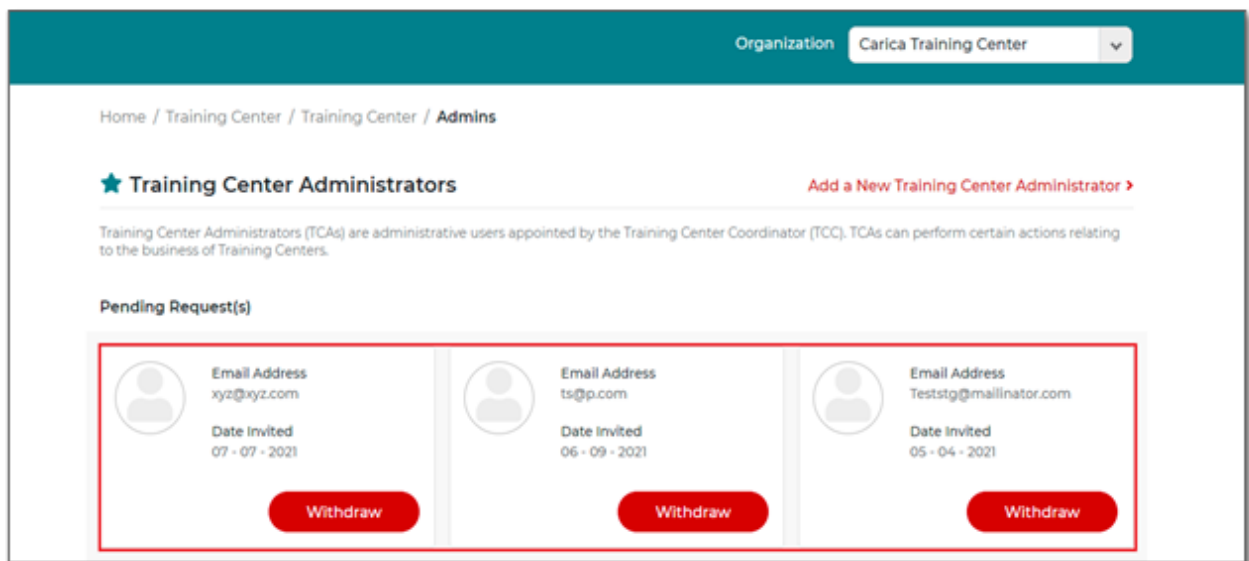 Organization Carica Training Center
Home / Training Center / Training Center / Admins
Training Center Administrators
Add a New Training Center Administrator >
Training Center Administrators (TCAs) are administrative users appointed by the Training Center Coordinator (TCC). TCAs can perform certain actions relating
to the business of Training Centers.
Pending Request(s)
Email Address
xyz@xyz.com
Date Invited
07 - 07 - 2021
Withdraw
Email Address
ts@p.com
Date Invited
06 - 09 - 2021
Withdraw
Email Address
Teststg@mailinator.com
Date Invited
05 - 04 - 2021
Withdraw